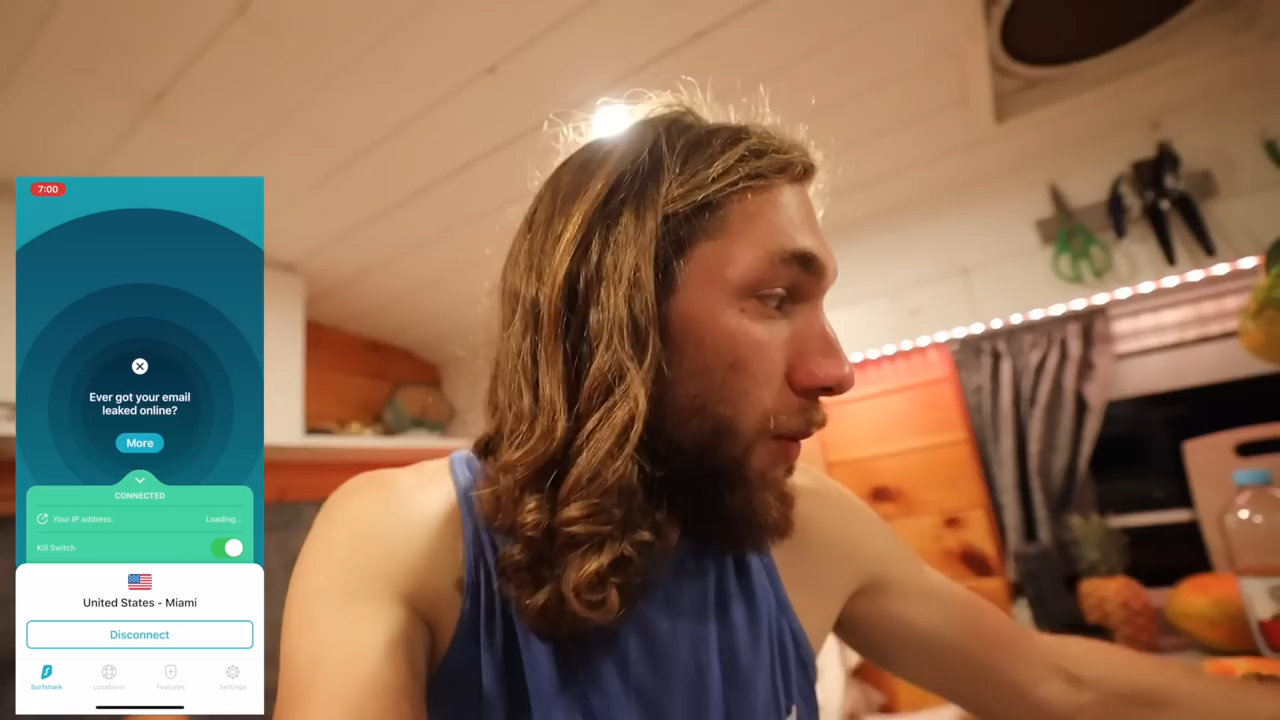 7:00
Ever got your email
leaked online?
More
CONNECTED
Your IP address:
Loading...
Kill Switch
United States - Miami
Disconnect
Surfshark
Locations
Features
Settings